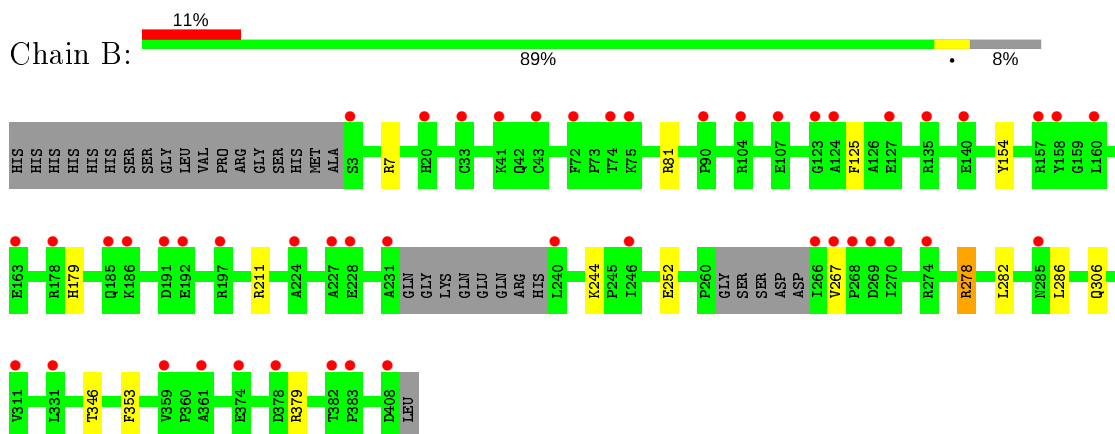 11%
Chain B:
89%
•
8%
HIS HIS HIS HIS HIS HIS SER SER GLY LEU VAL PRO ARG GLY SER HIS MET ALA S3 R7 H20 C33 K41 Q42 C43 F72 P73 T74 K75 R81 P90 R104 E107 G123 A124 F125 A126 E127 R135 E140 Y154 R157 Y158 G159 L160
E163 R178 H179 Q185 K186 D191 E192 R197 R211 A224 A227 E228 A231 GLN GLY LYS GLN GLU GLN ARG HIS L240 K244 P245 I246 E252 P260 GLY SER SER ASP ASP I266 V267 P268 D269 I270 R274 R278 L282 N285 L286 Q306
V311 L331 T346 F353 V359 P360 A361 E374 D378 R379 T382 P383 D408 LEU